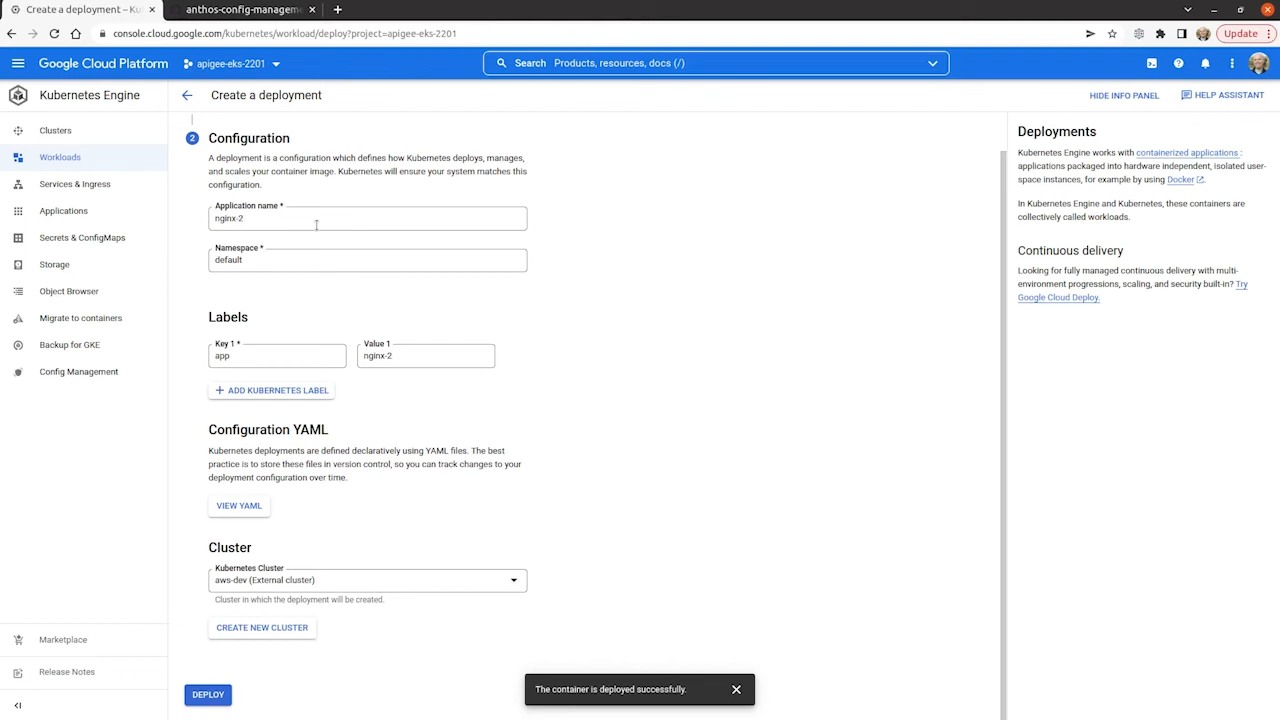 Create a deployment – Ku
anthos-config-manageme
console.cloud.google.com/kubernetes/workload/deploy?project=apigee-eks-2201
Update
Google Cloud Platform
apigee-eks-2201
Search Products, resources, docs (/)
Kubernetes Engine
Create a deployment
HIDE INFO PANEL
HELP ASSISTANT
Clusters
Workloads
Services & Ingress
Applications
Secrets & ConfigMaps
Storage
Object Browser
Migrate to containers
Backup for GKE
Config Management
Marketplace
Release Notes
2 Configuration
A deployment is a configuration which defines how Kubernetes deploys, manages,
and scales your container image. Kubernetes will ensure your system matches this
configuration.
Application name *
nginx-2
Namespace *
default
Labels
Key 1 *
app
Value 1
nginx-2
ADD KUBERNETES LABEL
Configuration YAML
Kubernetes deployments are defined declaratively using YAML files. The best
practice is to store these files in version control, so you can track changes to your
deployment configuration over time.
VIEW YAML
Cluster
Kubernetes Cluster
aws-dev (External cluster)
Cluster in which the deployment will be created.
CREATE NEW CLUSTER
DEPLOY
The container is deployed successfully.
Deployments
Kubernetes Engine works with containerized applications :
applications packaged into hardware independent, isolated user-
space instances, for example by using Docker.
In Kubernetes Engine and Kubernetes, these containers are
collectively called workloads.
Continuous delivery
Looking for fully managed continuous delivery with multi-
environment progressions, scaling, and security built-in? Try
Google Cloud Deploy.